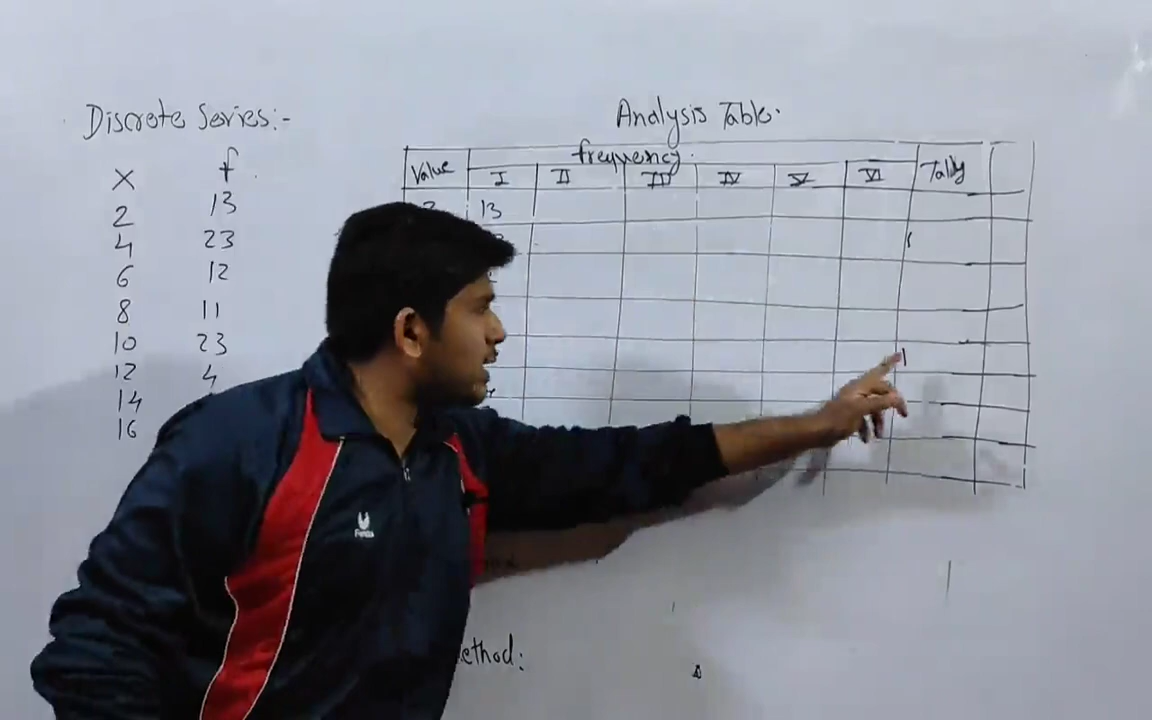 Discrete Series:-
Analysis Table.
X f
2 13
4 23
6 12
8 11
10 23
12 4
14
16
Value frequency. Tally
I II III IV V VI
2 13
ethod: